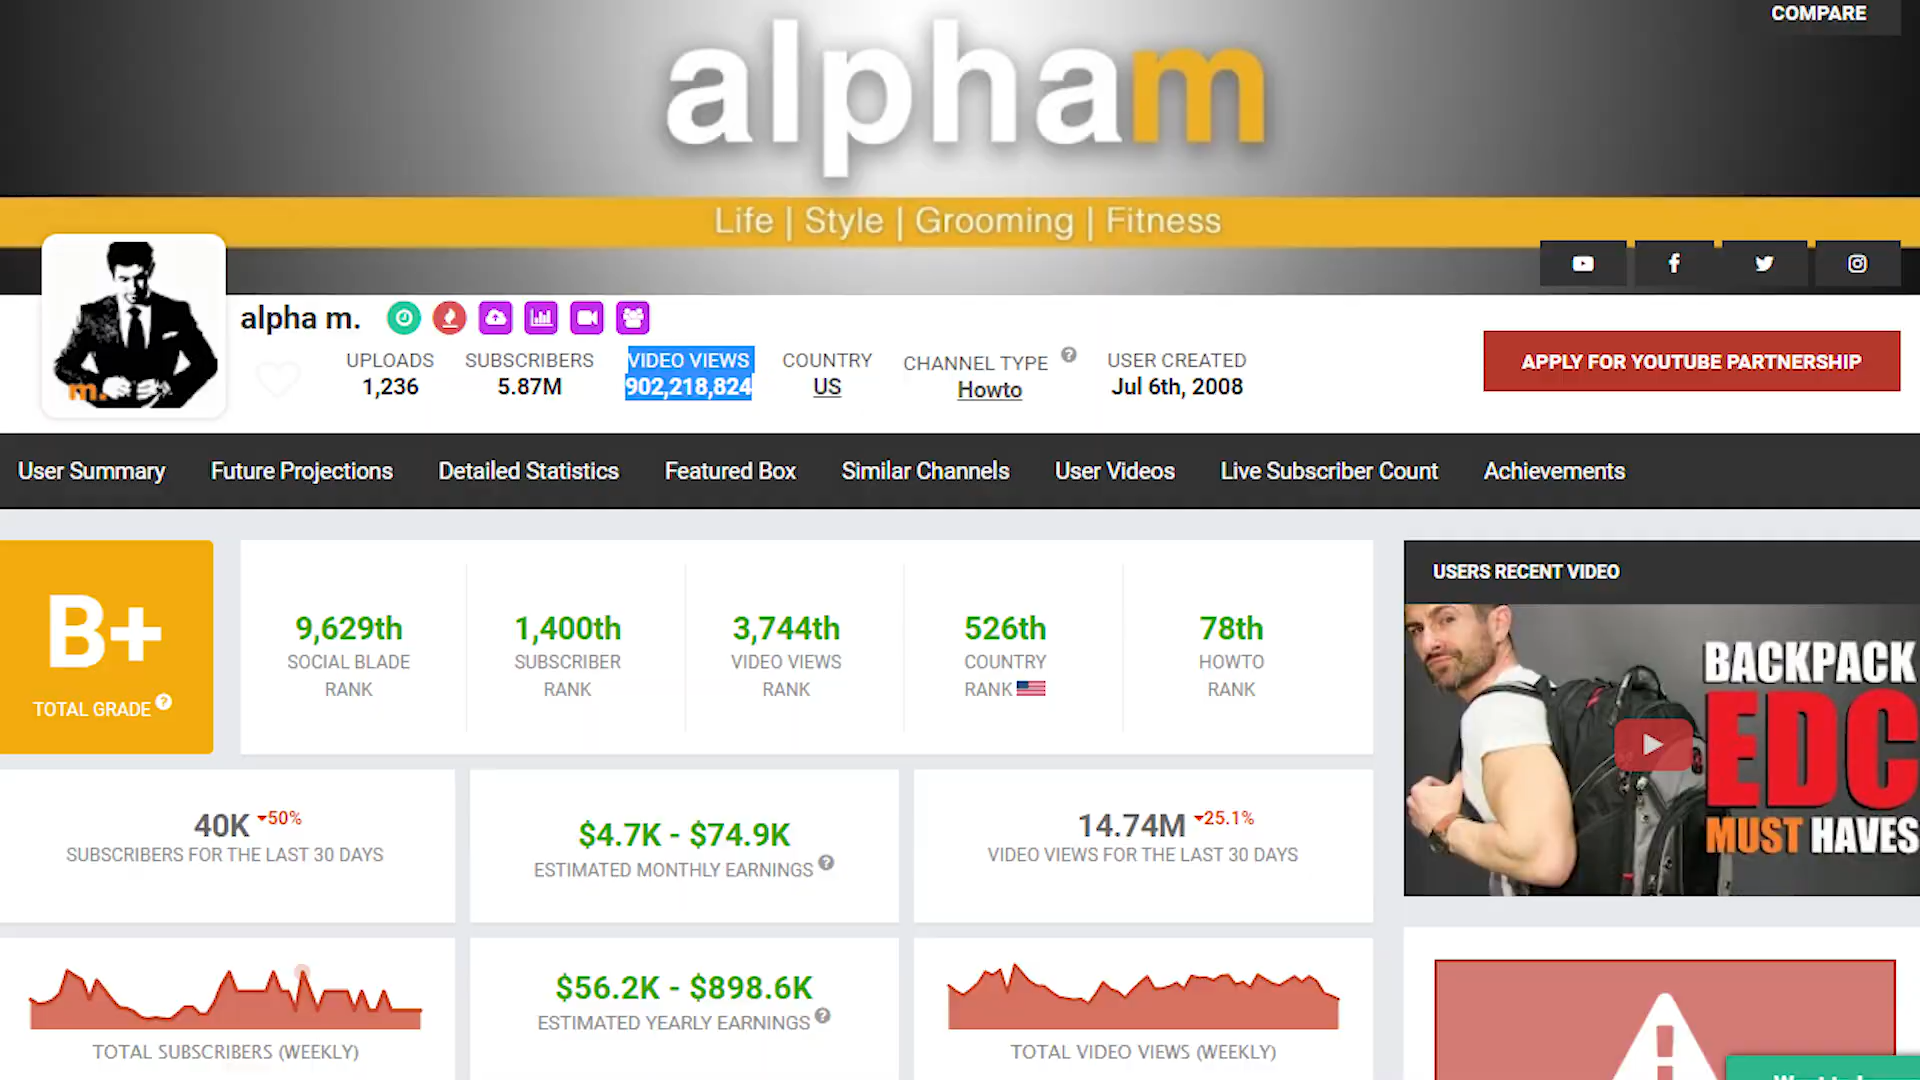 COMPARE
alpham
Life | Style | Grooming | Fitness
m.
alpha m.
UPLOADS
1,236
SUBSCRIBERS
5.87M
VIDEO VIEWS
902,218,824
COUNTRY
US
CHANNEL TYPE
Howto
USER CREATED
Jul 6th, 2008
APPLY FOR YOUTUBE PARTNERSHIP
User Summary
Future Projections
Detailed Statistics
Featured Box
Similar Channels
User Videos
Live Subscriber Count
Achievements
B+
TOTAL GRADE
9,629th
SOCIAL BLADE
RANK
1,400th
SUBSCRIBER
RANK
3,744th
VIDEO VIEWS
RANK
526th
COUNTRY
RANK
78th
HOWTO
RANK
USERS RECENT VIDEO
BACKPACK
EDC
MUST HAVES
40K 50%
SUBSCRIBERS FOR THE LAST 30 DAYS
$4.7K - $74.9K
ESTIMATED MONTHLY EARNINGS
14.74M 25.1%
VIDEO VIEWS FOR THE LAST 30 DAYS
TOTAL SUBSCRIBERS (WEEKLY)
$56.2K - $898.6K
ESTIMATED YEARLY EARNINGS
TOTAL VIDEO VIEWS (WEEKLY)